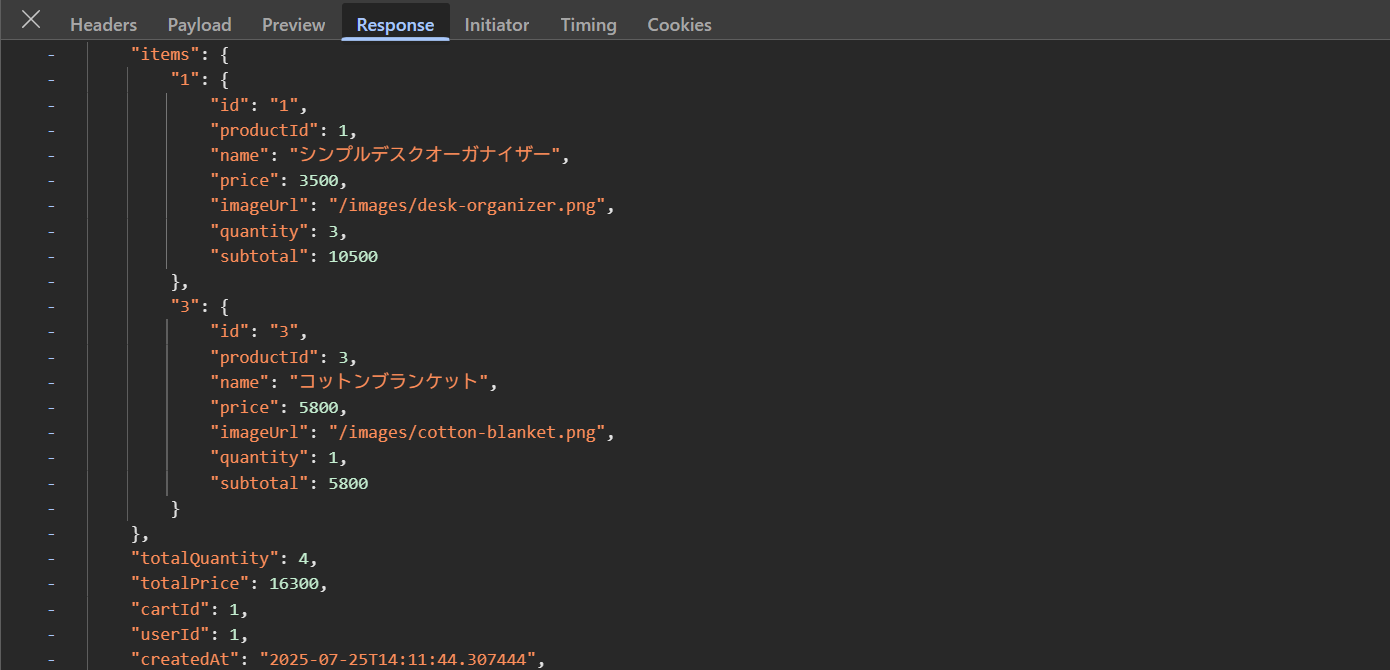 Headers Payload Preview Response Initiator Timing Cookies
- "items": {
- "1": {
- "id": "1",
- "productId": 1,
- "name": "シンプルデスクオーガナイザー",
- "price": 3500,
- "imageUrl": "/images/desk-organizer.png",
- "quantity": 3,
- "subtotal": 10500
- },
- "3": {
- "id": "3",
- "productId": 3,
- "name": "コットンブランケット",
- "price": 5800,
- "imageUrl": "/images/cotton-blanket.png",
- "quantity": 1,
- "subtotal": 5800
- }
- },
- "totalQuantity": 4,
- "totalPrice": 16300,
- "cartId": 1,
- "userId": 1,
- "createdAt": "2025-07-25T14:11:44.307444",